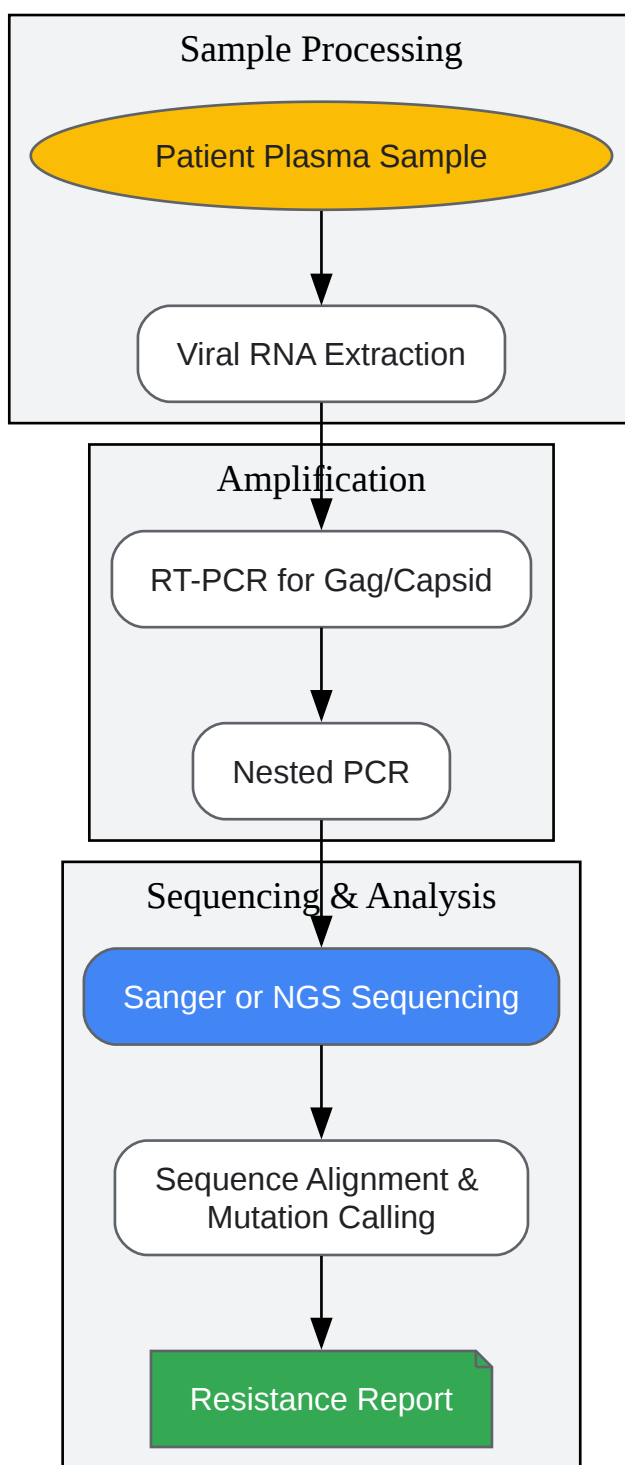 Sample Processing
Patient Plasma Sample
Viral RNA Extraction
Amplification
RT-PCR for Gag/Capsid
Nested PCR
Sequencing & Analysis
Sanger or NGS Sequencing
Sequence Alignment &
Mutation Calling
Resistance Report